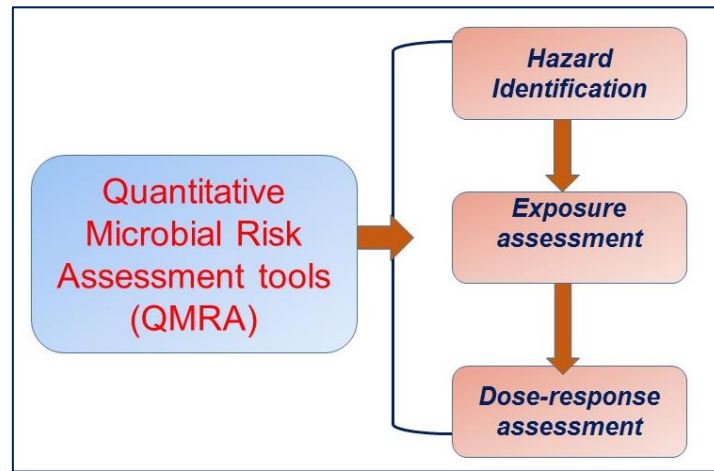 Quantitative
Microbial Risk
Assessment tools
(QMRA)
Hazard
Identification
Exposure
assessment
Dose-response
assessment